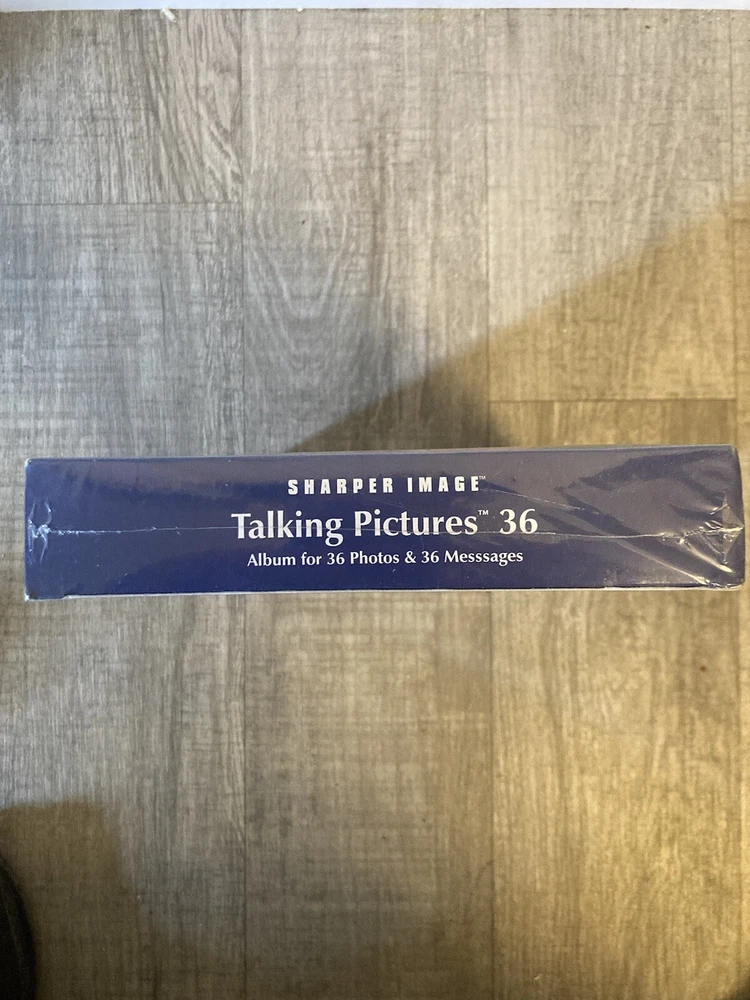 SHARPER IMAGE™
Talking Pictures™ 36
Album for 36 Photos & 36 Messsages